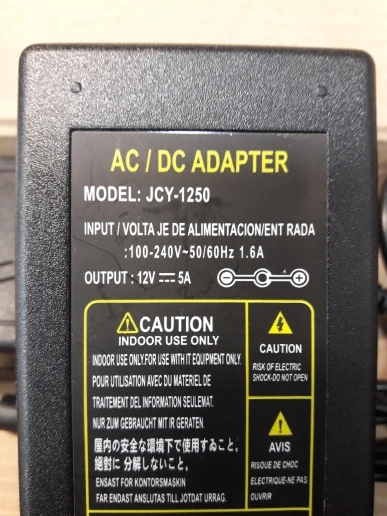 AC / DC ADAPTER
MODEL: JCY-1250
INPUT / VOLTA JE DE ALIMENTACION/ENT RADA
:100-240V~50/60Hz 1.6A
OUTPUT : 12V ⎓ 5A
CAUTION
INDOOR USE ONLY
INDOOR USE ONLY.FOR USE WITH IT EQUIPMENT ONLY.
POUR UTILISATION AVEC DU MATERIEL DE
TRAITEMENT DEL INFORMATION SEULEMAT.
NUR ZUM GEBRAUCHT MIT IR GERATEN.
屋内の安全な環境下で使用すゐこと。
絕對に 分解しないこと。
ENSAST FOR KONTORSMASKIN
FAR ENDAST ANSLUTAS TILL JOTDAT URRAG.
CAUTION
RISK OF ELECTRIC
SHOCK-DO NOT OPEN
AVIS
RISOUE DE CHOC
ELECTRIQUE-NE PAS
OUVRIR